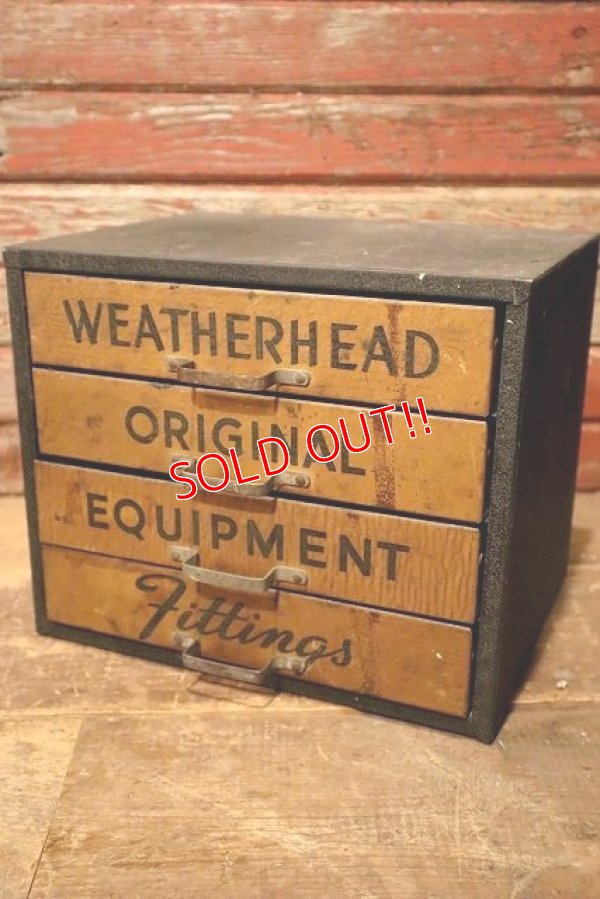 WEATHERHEAD
ORIGINAL
SOLD OUT!!
EQUIPMENT
Fittings